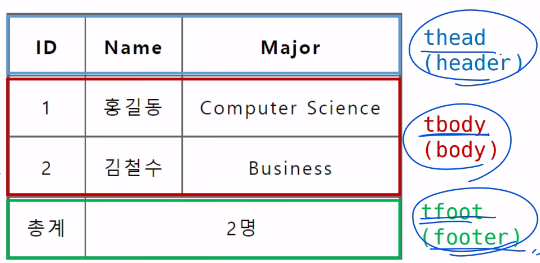 ID Name Major
1 홍길동 Computer Science
2 김철수 Business
총계 2명
thead
(header)
tbody
(body)
tfoot
(footer)